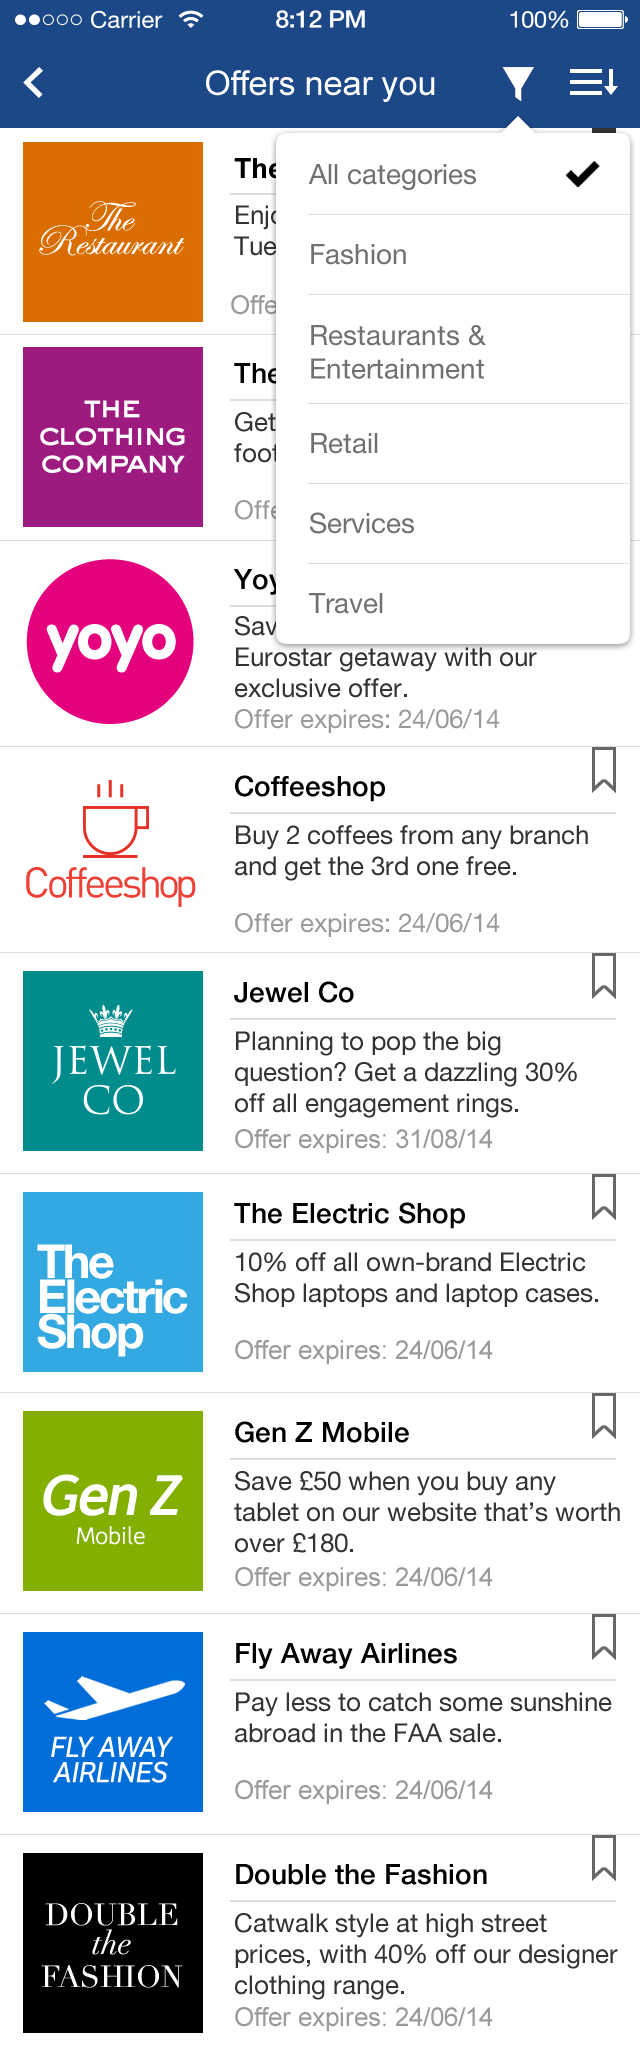 Carrier 8:12 PM 100%
Offers near you
All categories
Fashion
Restaurants &
Entertainment
Retail
Services
Travel
The
Restaurant
The
Tue
THE
CLOTHING
COMPANY
The
Get
yoyo
Eurostar getaway with our
exclusive offer.
Offer expires: 24/06/14
Coffeeshop
Coffeeshop
Buy 2 coffees from any branch
and get the 3rd one free.
Offer expires: 24/06/14
JEWEL
CO
Jewel Co
Planning to pop the big
question? Get a dazzling 30%
off all engagement rings.
Offer expires: 31/08/14
The
Electric
Shop
The Electric Shop
10% off all own-brand Electric
Shop laptops and laptop cases.
Offer expires: 24/06/14
Gen Z
Mobile
Gen Z Mobile
Save £50 when you buy any
tablet on our website that’s worth
over £180.
Offer expires: 24/06/14
FLY AWAY
AIRLINES
Fly Away Airlines
Pay less to catch some sunshine
abroad in the FAA sale.
Offer expires: 24/06/14
DOUBLE
the
FASHION
Double the Fashion
Catwalk style at high street
prices, with 40% off our designer
clothing range.
Offer expires: 24/06/14